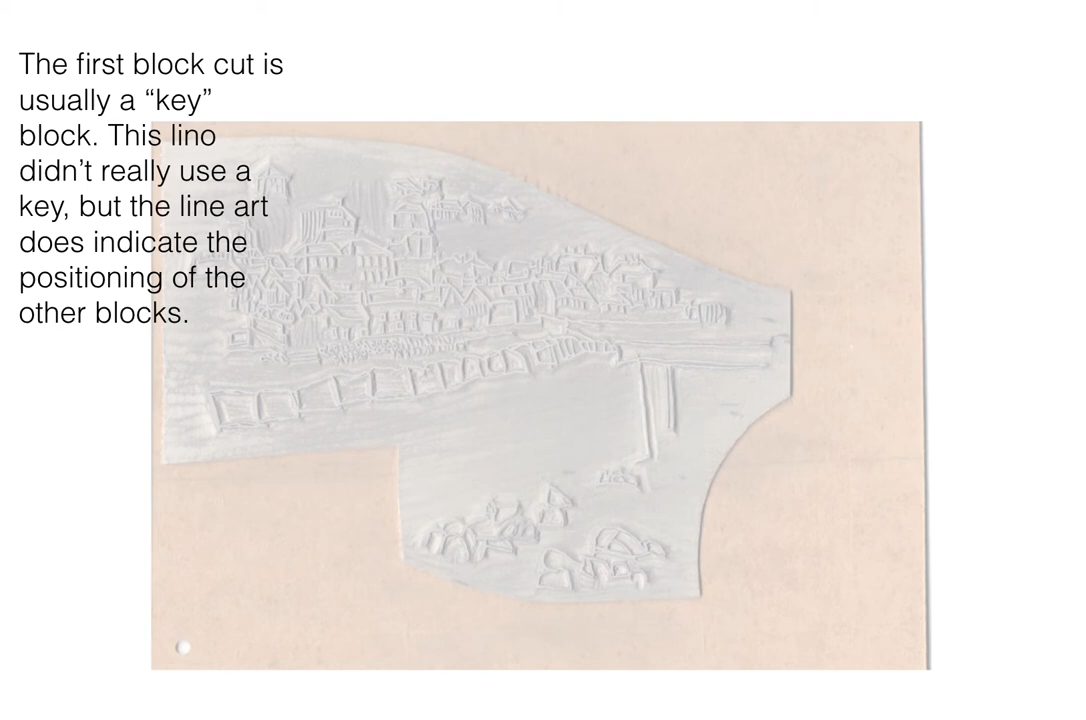 The first block cut is
usually a “key”
block. This lino
didn’t really use a
key, but the line art
does indicate the
positioning of the
other blocks.